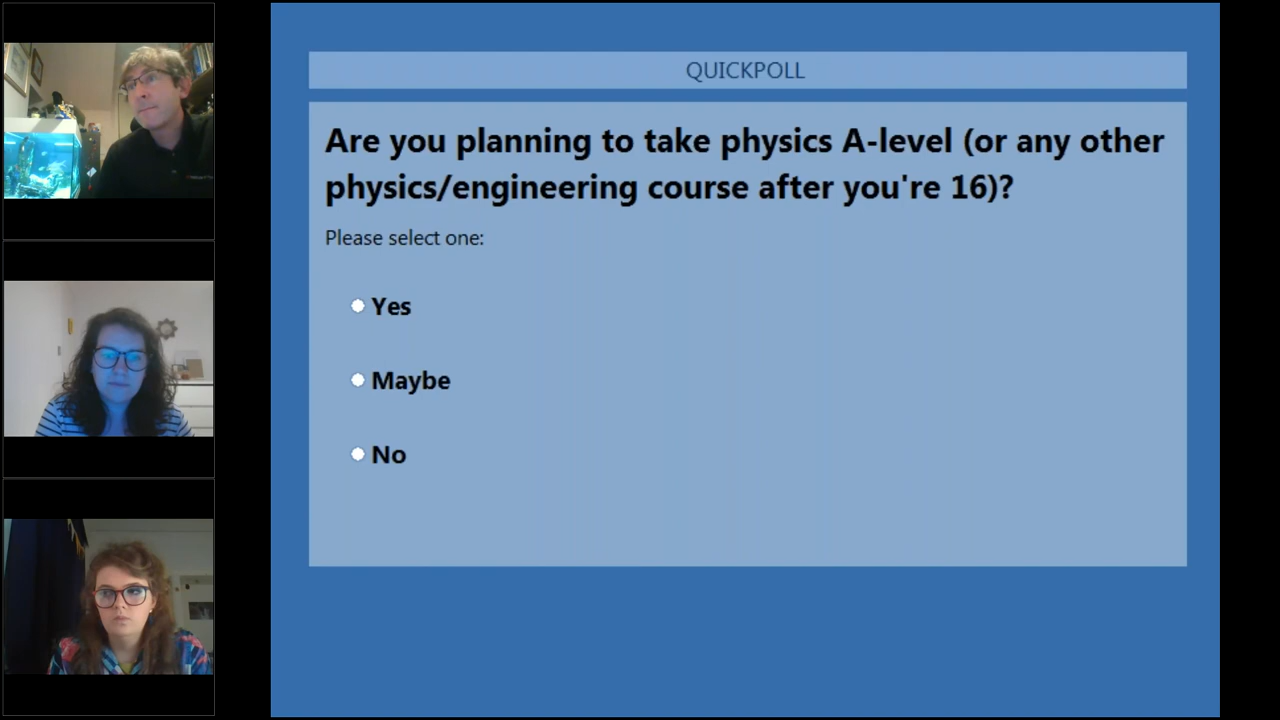 QUICKPOLL
Are you planning to take physics A-level (or any other
physics/engineering course after you're 16)?
Please select one:
Yes
Maybe
No